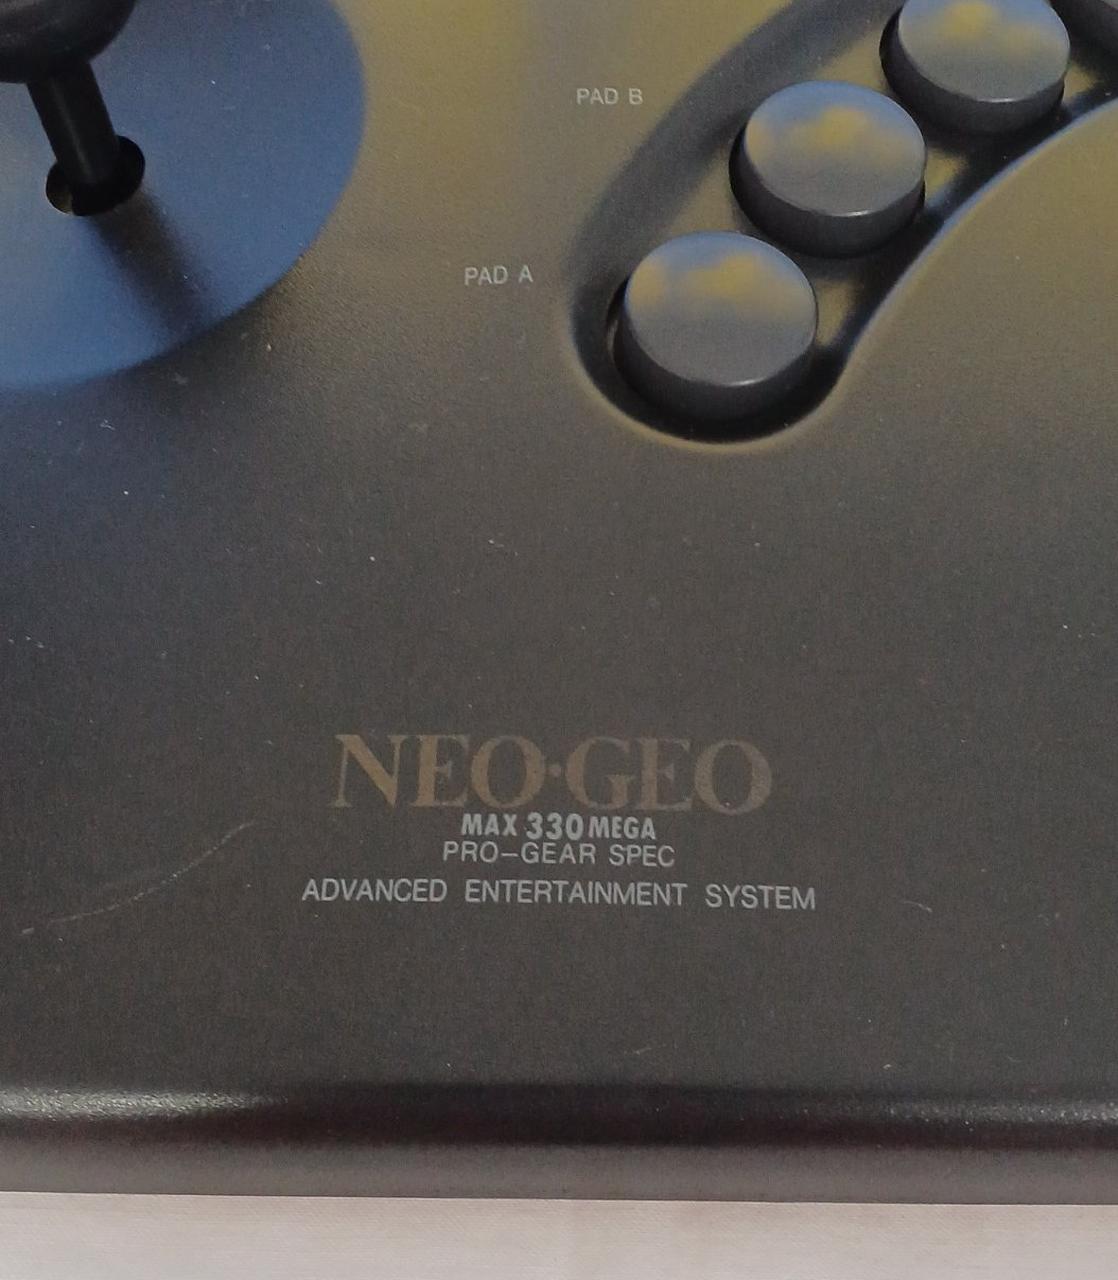 PAD B
PAD A
NEO·GEO
MAX 330 MEGA
PRO-GEAR SPEC
ADVANCED ENTERTAINMENT SYSTEM